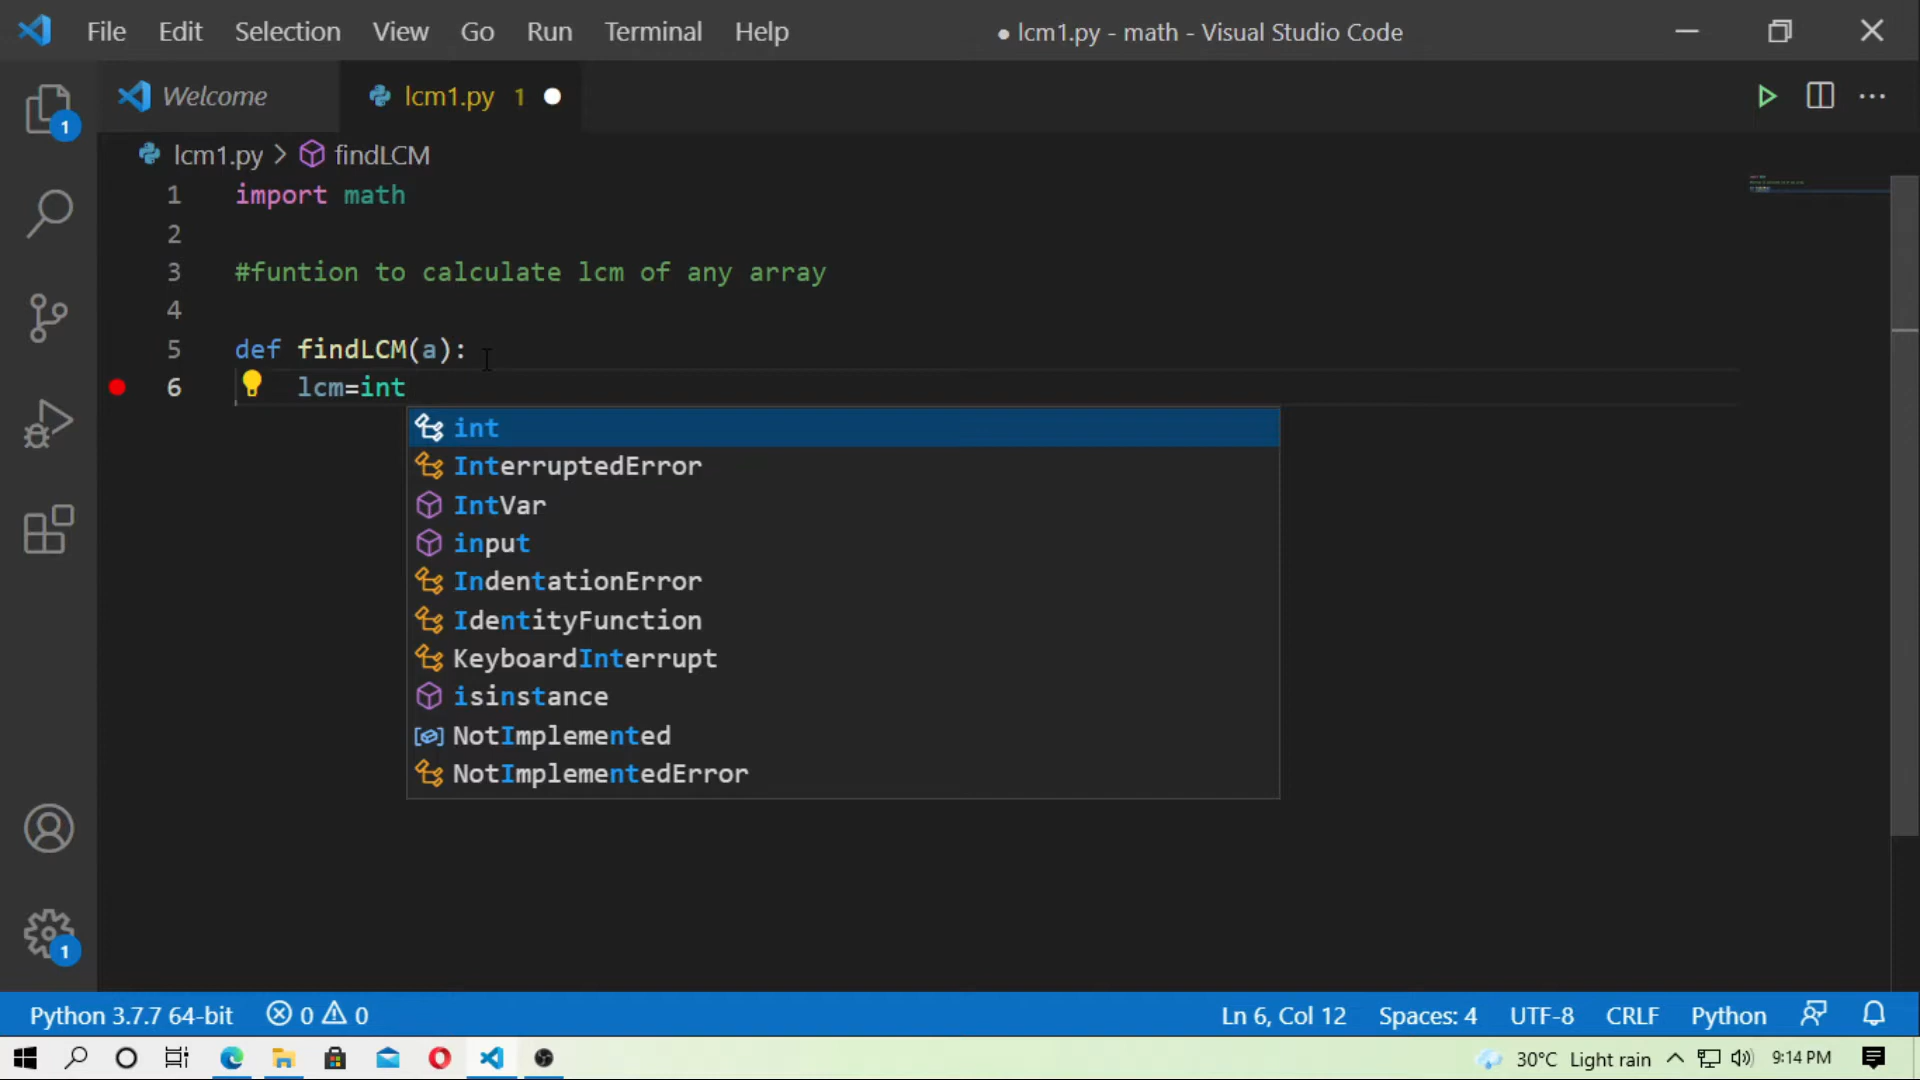 File Edit Selection View Go Run Terminal Help ● lcm1.py - math - Visual Studio Code
Welcome lcm1.py 1
lcm1.py > findLCM
1 import math
2
3 #funtion to calculate lcm of any array
4
5 def findLCM(a):
6 lcm=int
int
InterruptedError
IntVar
input
IndentationError
IdentityFunction
KeyboardInterrupt
isinstance
NotImplemented
NotImplementedError
1
1
Python 3.7.7 64-bit 0 0 Ln 6, Col 12 Spaces: 4 UTF-8 CRLF Python
30°C Light rain 9:14 PM